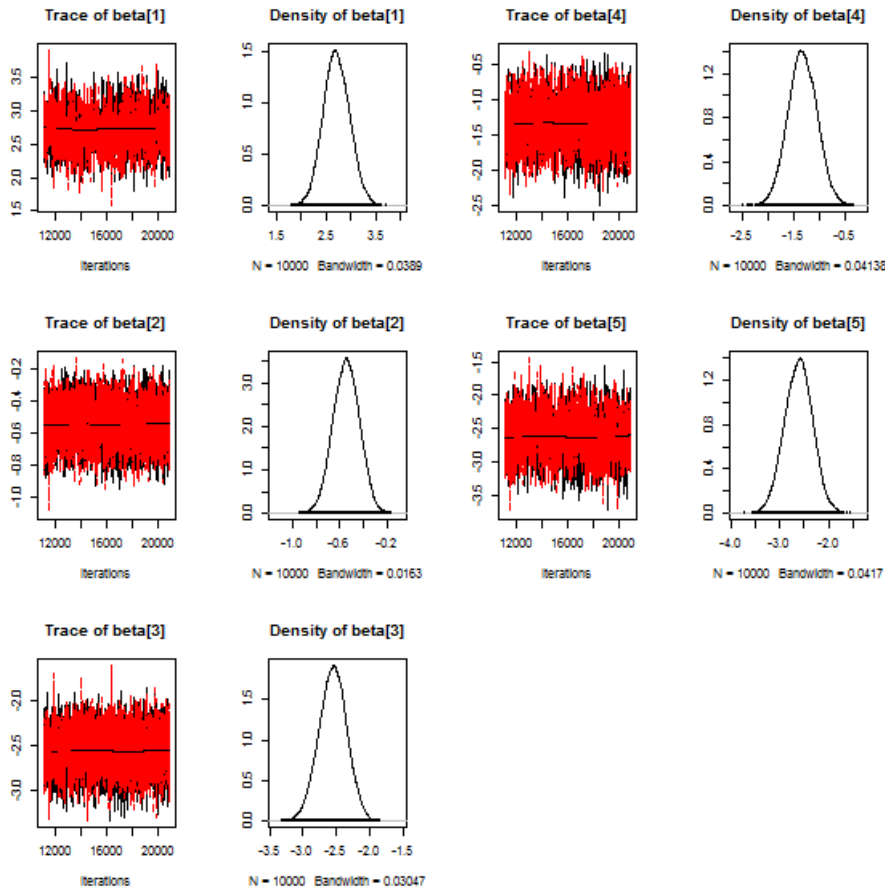 Trace of beta[1]
3.5
3.0
2.5
2.0
1.5
12000 16000 20000
Iterations
Density of beta[1]
1.5
1.0
0.5
0.0
1.5 2.5 3.5
N = 10000 Bandwidth = 0.0389
Trace of beta[4]
-0.5
-1.0
-1.5
-2.0
-2.5
12000 16000 20000
Iterations
Density of beta[4]
1.2
0.8
0.4
0.0
-2.5 -1.5 -0.5
N = 10000 Bandwidth = 0.04138
Trace of beta[2]
-0.2
-0.4
-0.6
-0.8
-1.0
12000 16000 20000
Iterations
Density of beta[2]
3.0
2.0
1.0
0.0
-1.0 -0.6 -0.2
N = 10000 Bandwidth = 0.0163
Trace of beta[5]
-1.5
-2.0
-2.5
-3.0
-3.5
12000 16000 20000
Iterations
Density of beta[5]
1.2
0.8
0.4
0.0
-4.0 -3.0 -2.0
N = 10000 Bandwidth = 0.0417
Trace of beta[3]
-2.0
-2.5
-3.0
12000 16000 20000
Iterations
Density of beta[3]
1.5
1.0
0.5
0.0
-3.5 -3.0 -2.5 -2.0 -1.5
N = 10000 Bandwidth = 0.03047